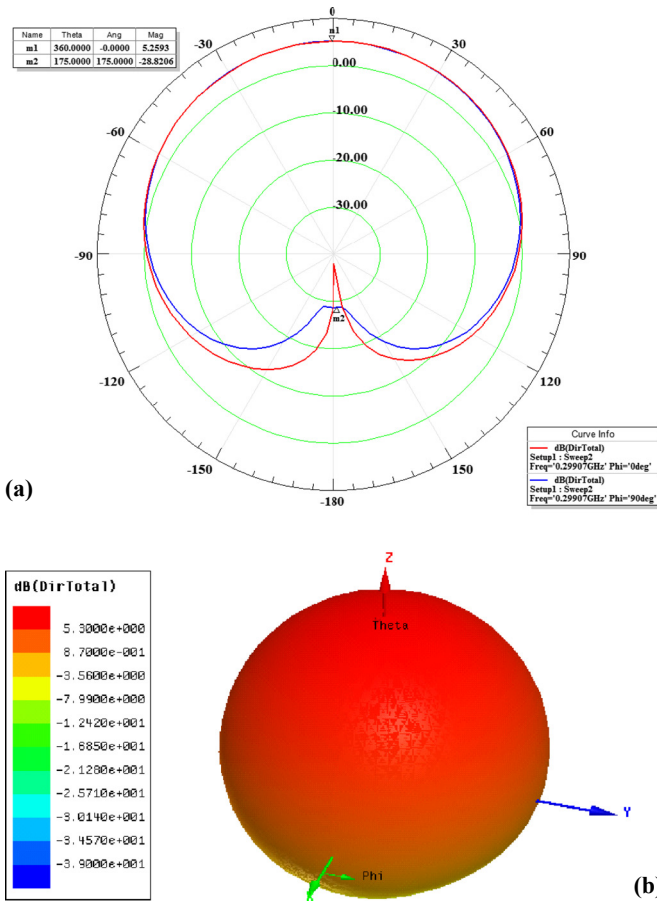 Name Theta Ang Mag
m1 360.0000 -0.0000 5.2593
m2 175.0000 175.0000 -28.8206
0
m1
-30
30
0.00
-10.00
-60
60
-20.00
-30.00
-90
90
m2
-120
120
-150
150
-180
Curve Info
dB(DirTotal)
Setup1 : Sweep2
Freq='0.29907GHz' Phi='0deg'
dB(DirTotal)
Setup1 : Sweep2
Freq='0.29907GHz' Phi='90deg'
(a)
dB(DirTotal)
5.3000e+000
8.7000e-001
-3.5600e+000
-7.9900e+000
-1.2420e+001
-1.6850e+001
-2.1280e+001
-2.5710e+001
-3.0140e+001
-3.4570e+001
-3.9000e+001
Z
Theta
Y
Phi
X
(b)